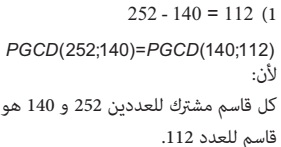 252 - 140 = 112 (1
PGCD(252;140)=PGCD(140;112)
لأن:
كل قاسم مشترك للعددين 252 و 140 هو
قاسم للعدد 112.